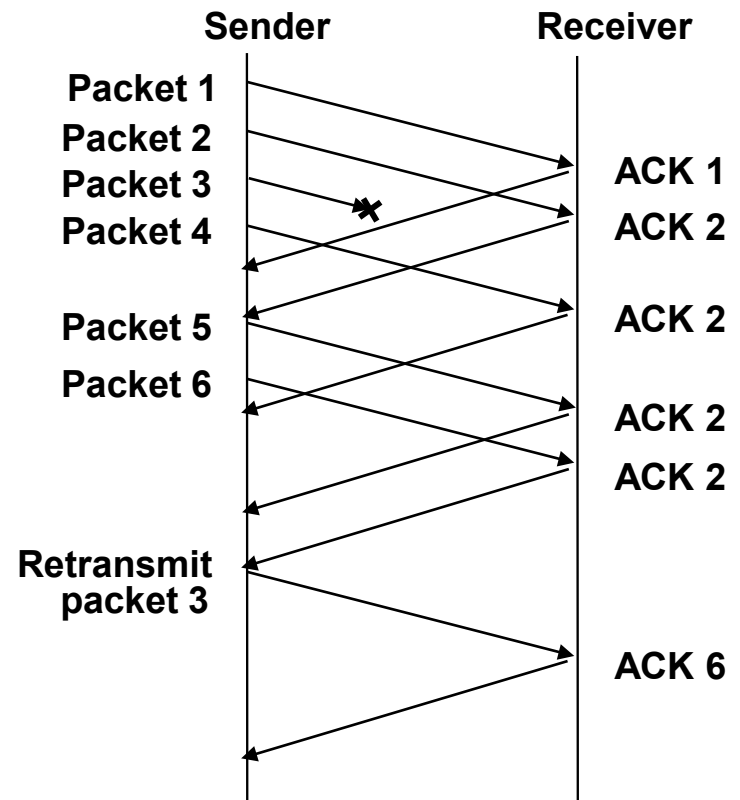 Sender Receiver
Packet 1
Packet 2
ACK 1
Packet 3
Packet 4
ACK 2
Packet 5
ACK 2
Packet 6
ACK 2
ACK 2
Retransmit
packet 3
ACK 6